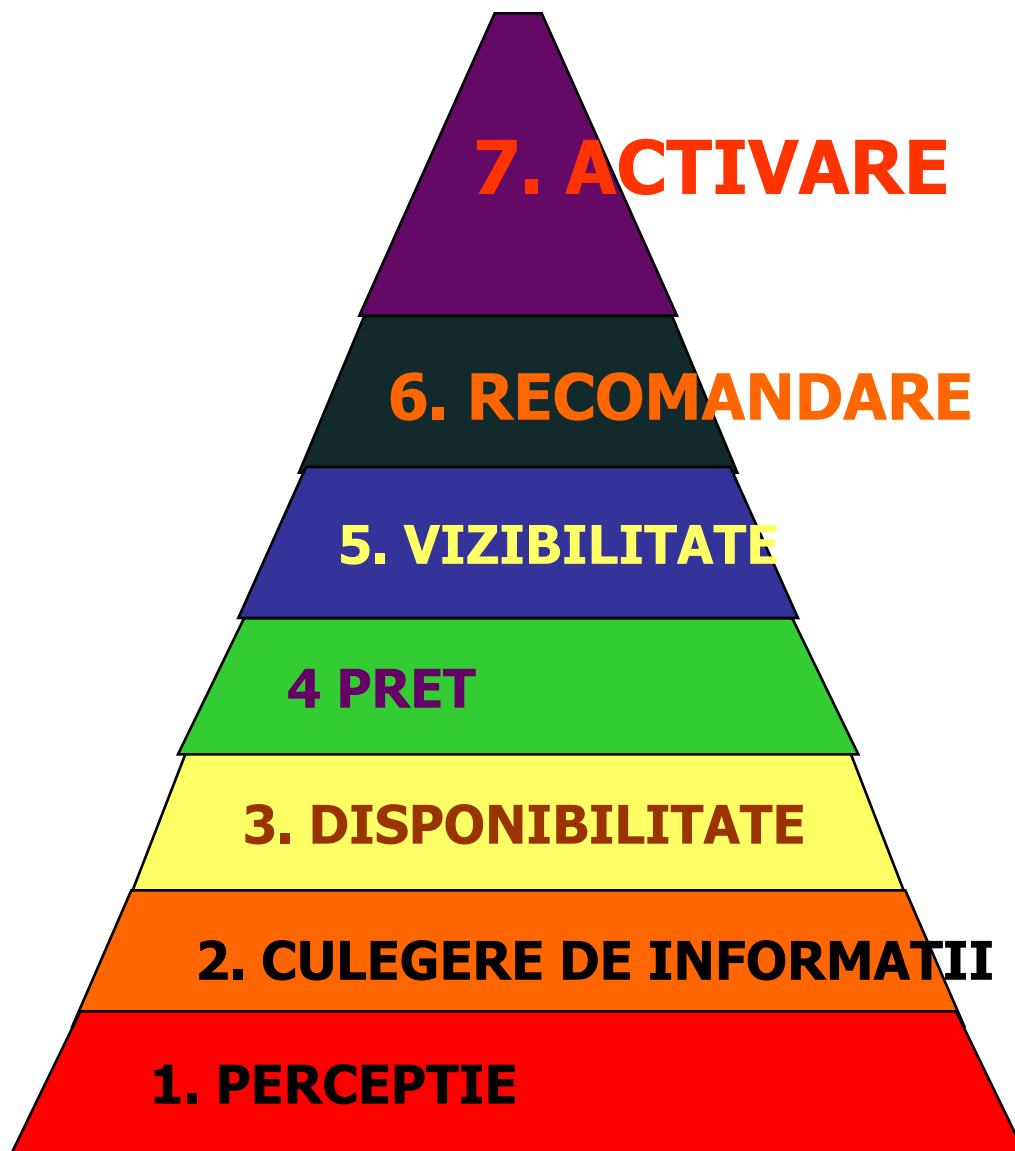 7. ACTIVARE
6. RECOMANDARE
5. VIZIBILITATE
4 PRET
3. DISPONIBILITATE
2. CULEGERE DE INFORMATII
1. PERCEPTIE